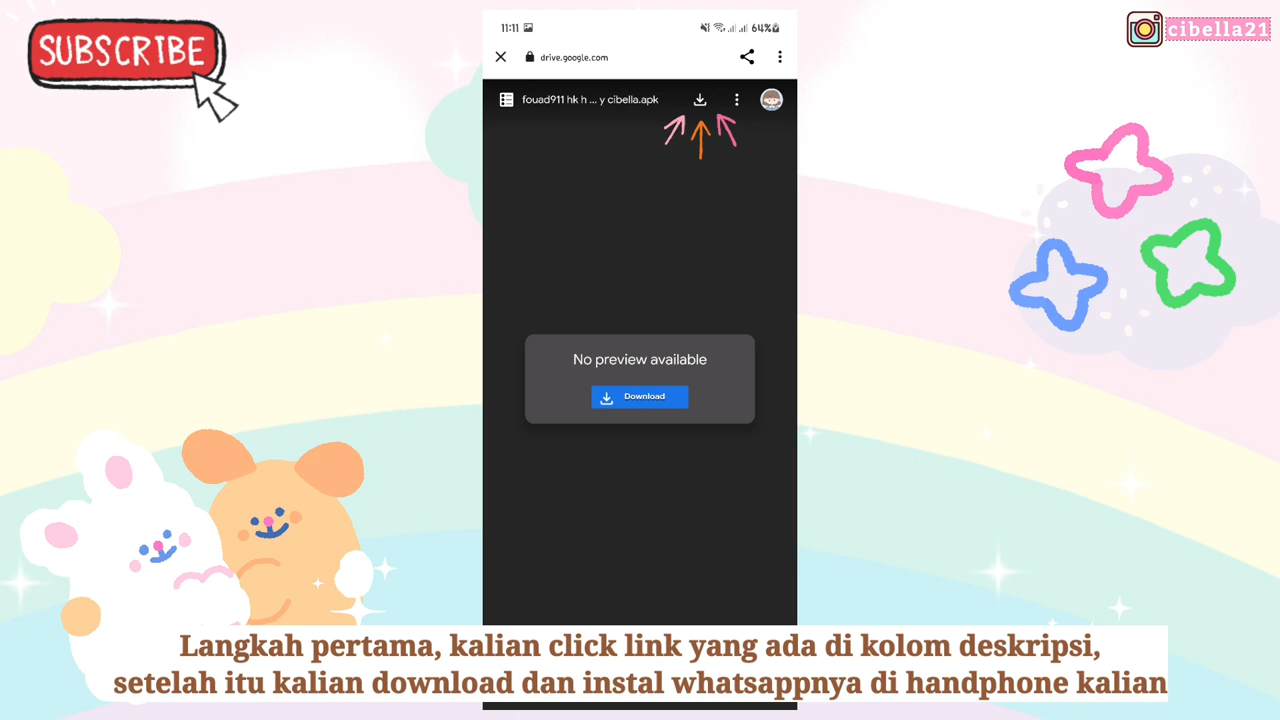 SUBSCRIBE
11:11
64%
cibella21
drive.google.com
fouad911 hk h ... y cibella.apk
No preview available
Download
Langkah pertama, kalian click link yang ada di kolom deskripsi,
setelah itu kalian download dan instal whatsappnya di handphone kalian